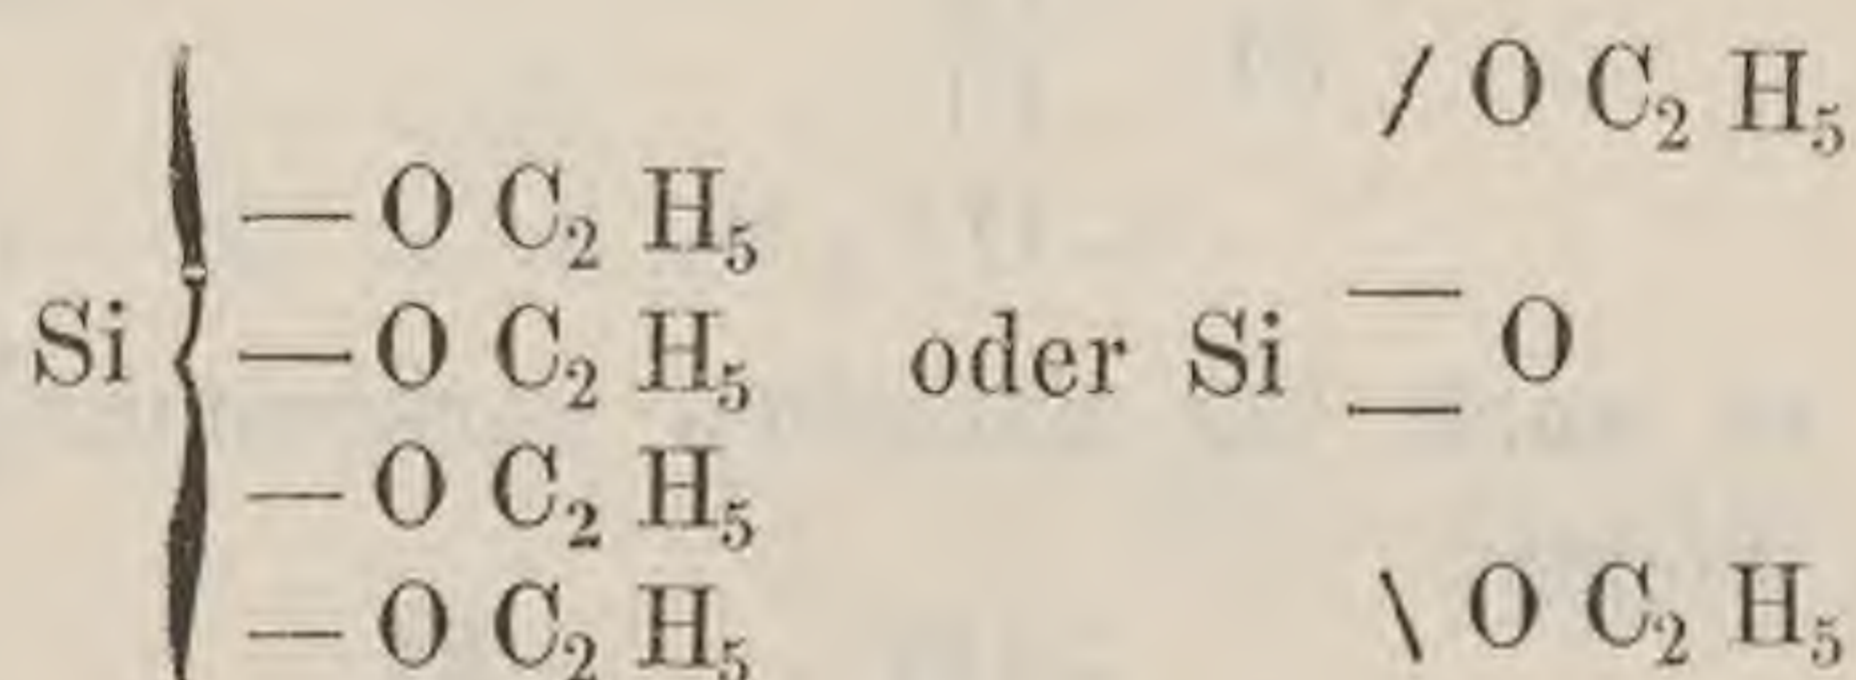 / O C₂ H₅
— O C₂ H₅
Si { — O C₂ H₅ oder Si = O
— O C₂ H₅
— O C₂ H₅ \ O C₂ H₅